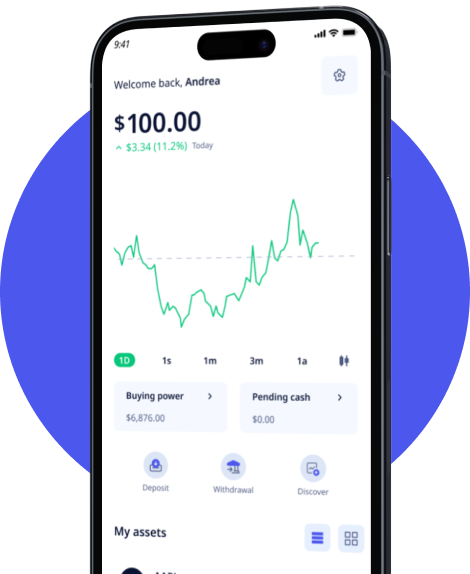 9:41
Welcome back, Andrea
$100.00
$3.34 (11.2%) Today
1D 1s 1m 3m 1a
Buying power
$6,876.00
Pending cash
$0.00
Deposit Withdrawal Discover
My assets